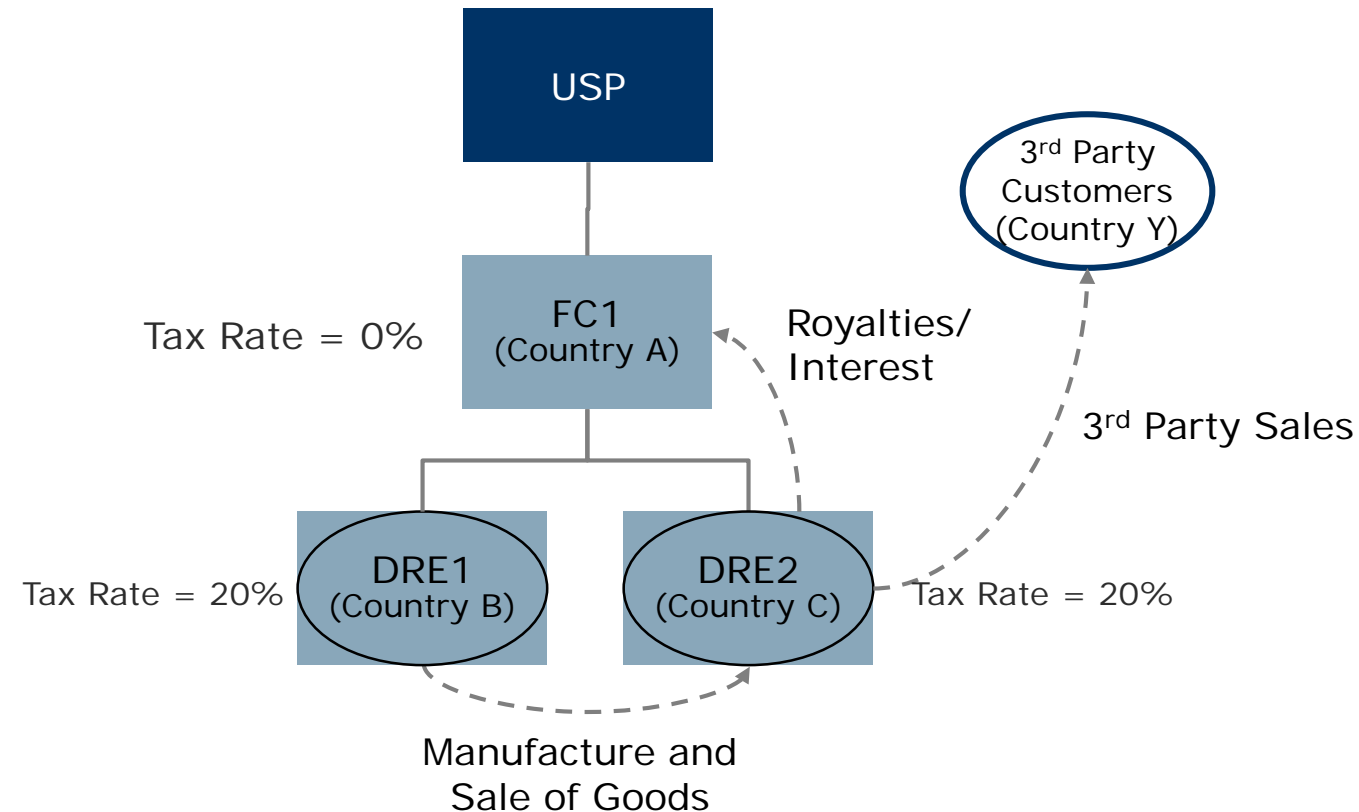 USP
3rd Party
Customers
(Country Y)
Tax Rate = 0%
FC1
(Country A)
Royalties/
Interest
3rd Party Sales
Tax Rate = 20%
DRE1
(Country B)
DRE2
(Country C)
Tax Rate = 20%
Manufacture and
Sale of Goods